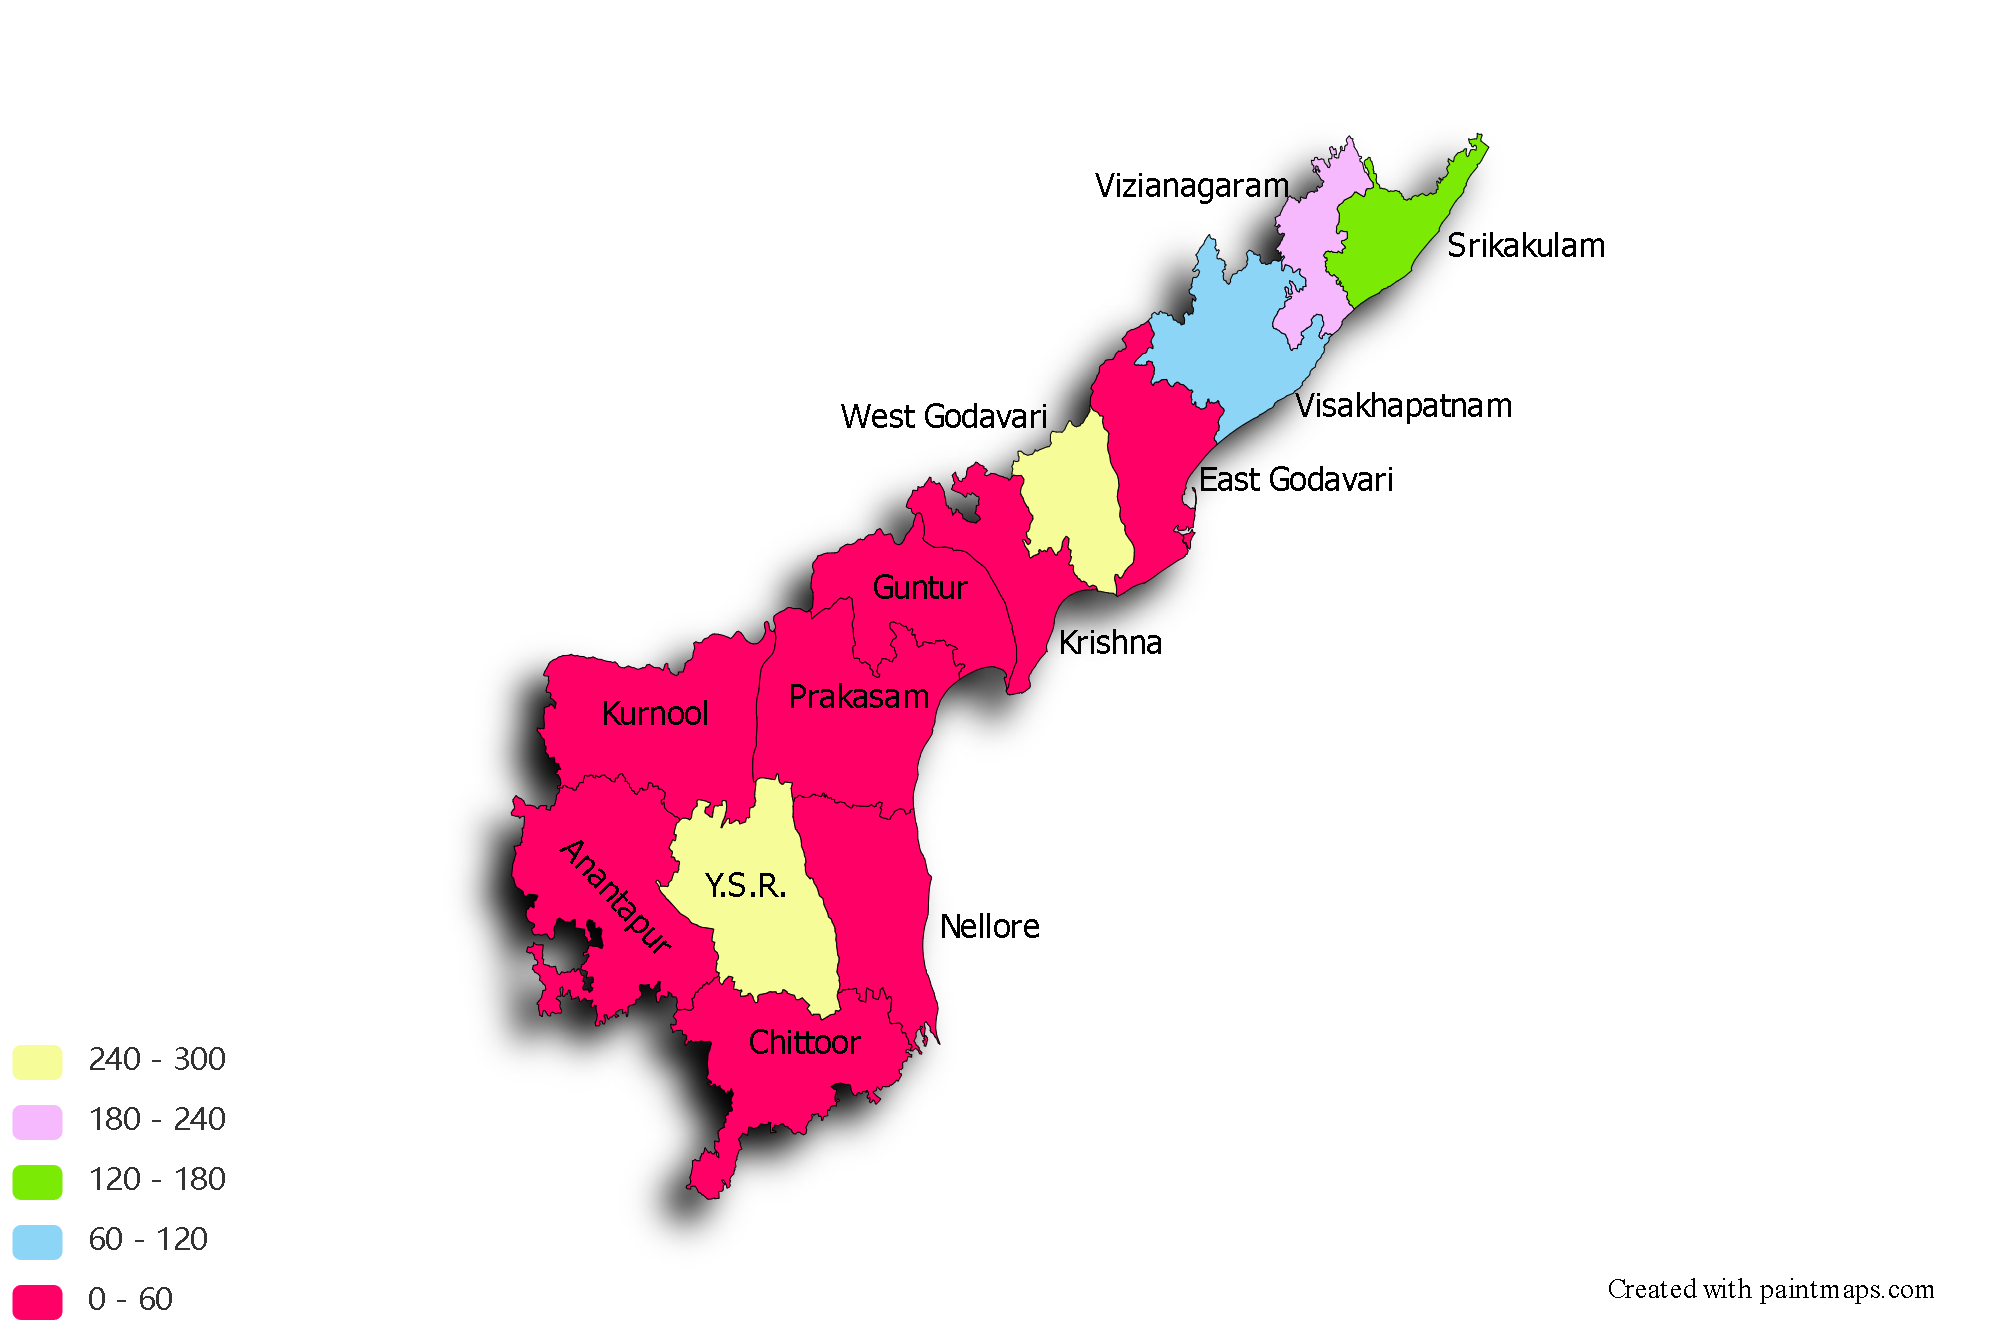 Vizianagaram
Srikakulam
West Godavari
Visakhapatnam
East Godavari
Guntur
Krishna
Prakasam
Kurnool
Anantapur
Y.S.R.
Nellore
Chittoor
240 - 300
180 - 240
120 - 180
60 - 120
0 - 60
Created with paintmaps.com